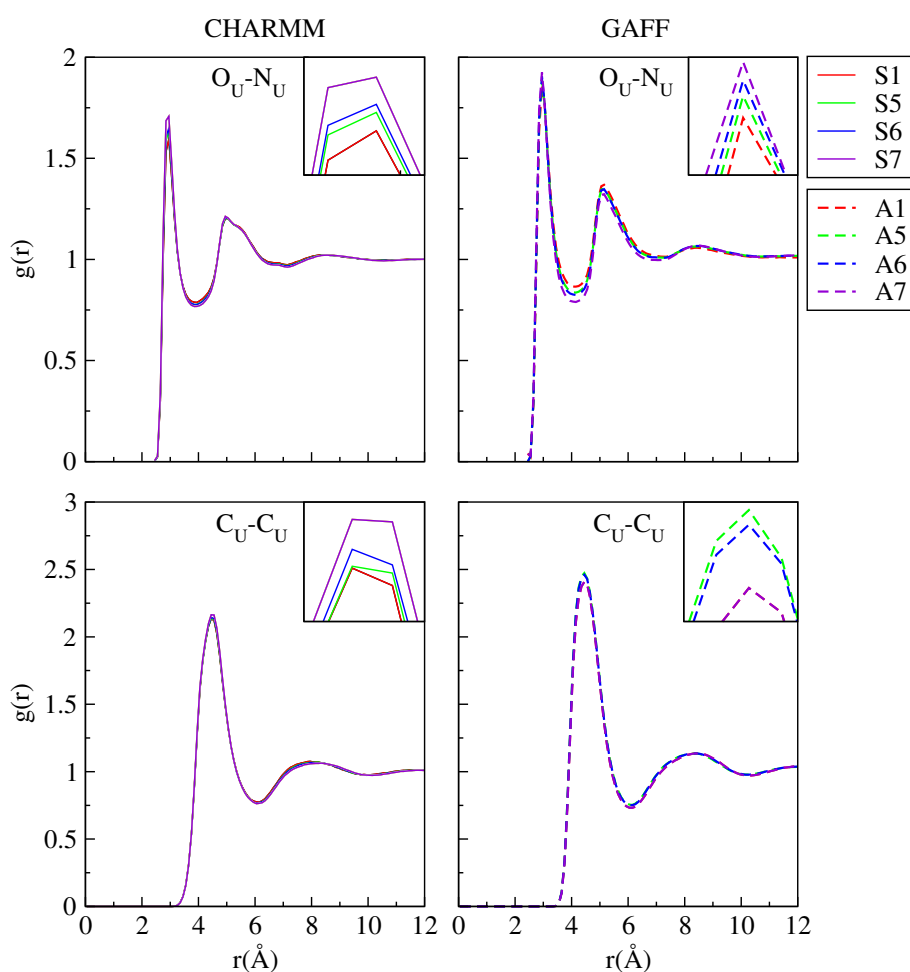 CHARMM
GAFF
O_U-N_U
O_U-N_U
S1
S5
S6
S7
A1
A5
A6
A7
2
1.5
1
0.5
0
g(r)
C_U-C_U
C_U-C_U
3
2.5
2
1.5
1
0.5
0
g(r)
0 2 4 6 8 10 12
0 2 4 6 8 10 12
r(Å)
r(Å)